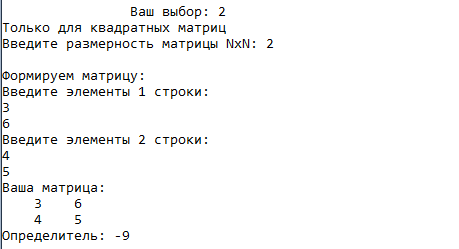 Ваш выбор: 2
Только для квадратных матриц
Введите размерность матрицы NxN: 2
Формируем матрицу:
Введите элементы 1 строки:
3
6
Введите элементы 2 строки:
4
5
Ваша матрица:
3 6
4 5
Определитель: -9